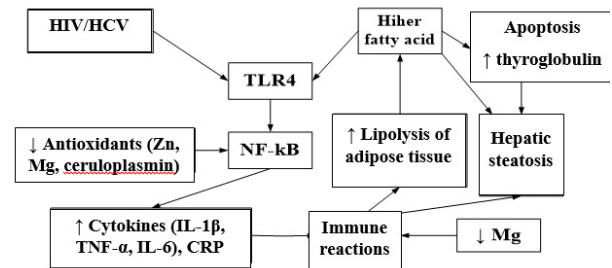 HIV/HCV
Hiher
fatty acid
Apoptosis
↑ thyroglobulin
TLR4
↓ Antioxidants (Zn,
Mg, ceruloplasmin)
NF-kB
↑ Lipolysis of
adipose tissue
Hepatic
steatosis
↑ Cytokines (IL-1β,
TNF-α, IL-6), CRP
Immune
reactions
↓ Mg